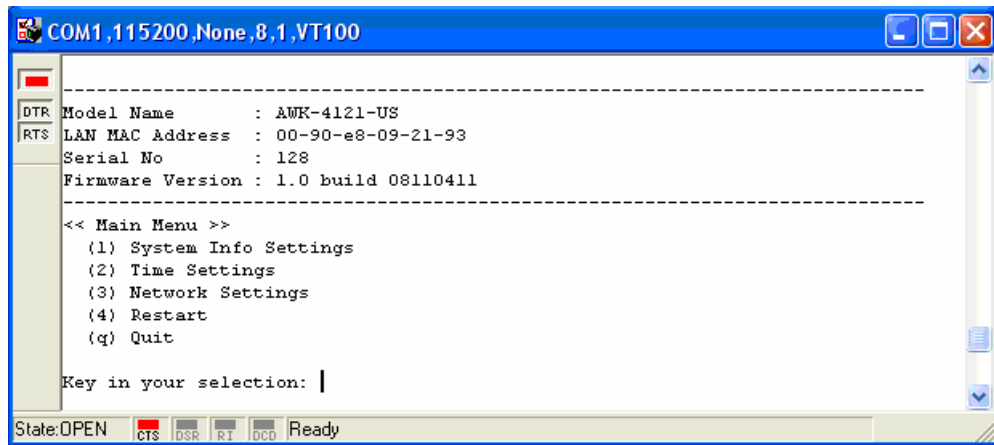 COM1,115200,None,8,1,VT100
--------------------------------------------------------------------------
DTR
RTS
Model Name : AWK-4121-US
LAN MAC Address : 00-90-e8-09-21-93
Serial No : 128
Firmware Version : 1.0 build 08110411
--------------------------------------------------------------------------
<< Main Menu >>
(1) System Info Settings
(2) Time Settings
(3) Network Settings
(4) Restart
(q) Quit
Key in your selection:
State:OPEN CTS DSR RI DCD Ready